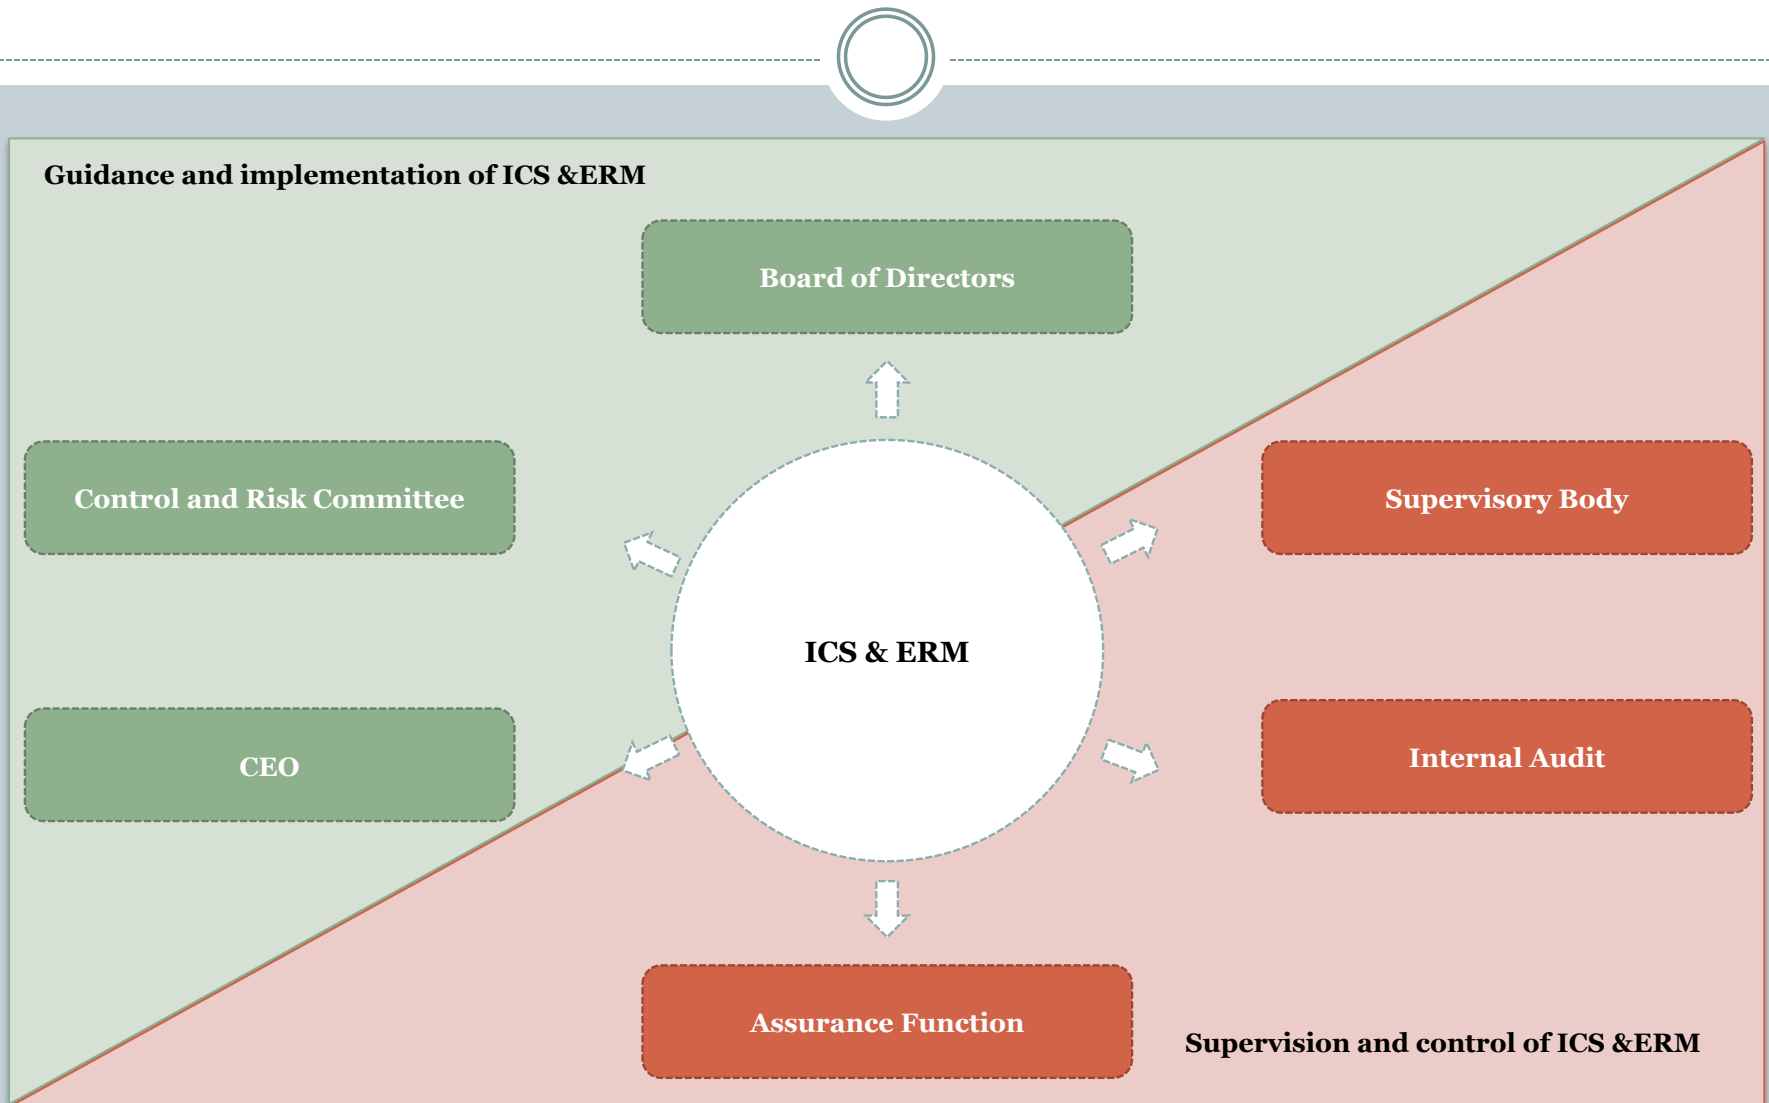 Guidance and implementation of ICS &ERM
Board of Directors
Control and Risk Committee
Supervisory Body
ICS & ERM
CEO
Internal Audit
Assurance Function
Supervision and control of ICS &ERM